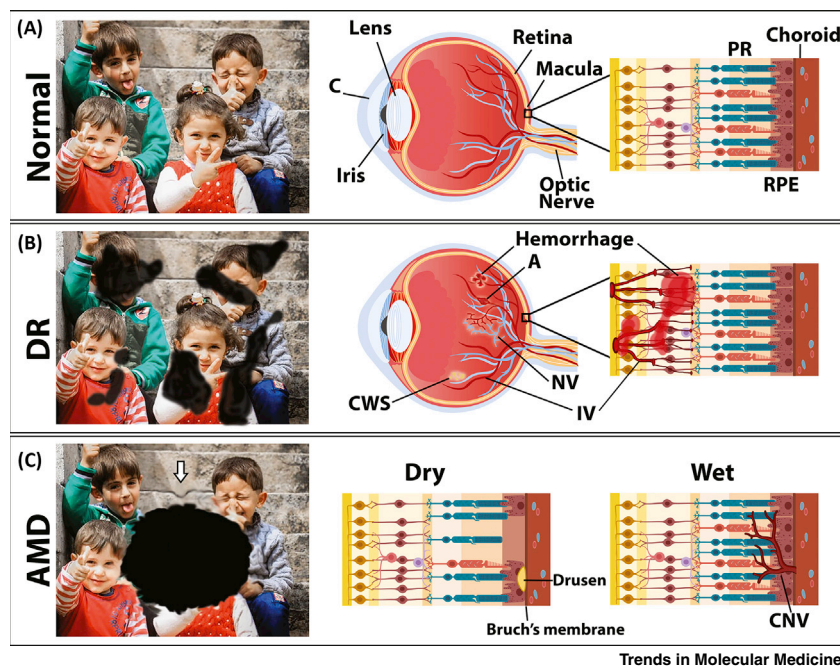 (A)
Normal
Lens
C
Iris
Retina
Macula
Optic
Nerve
PR
Choroid
RPE
(B)
DR
Hemorrhage
A
NV
CWS
IV
(C)
AMD
Dry
Wet
Drusen
Bruch's membrane
CNV
Trends in Molecular Medicine